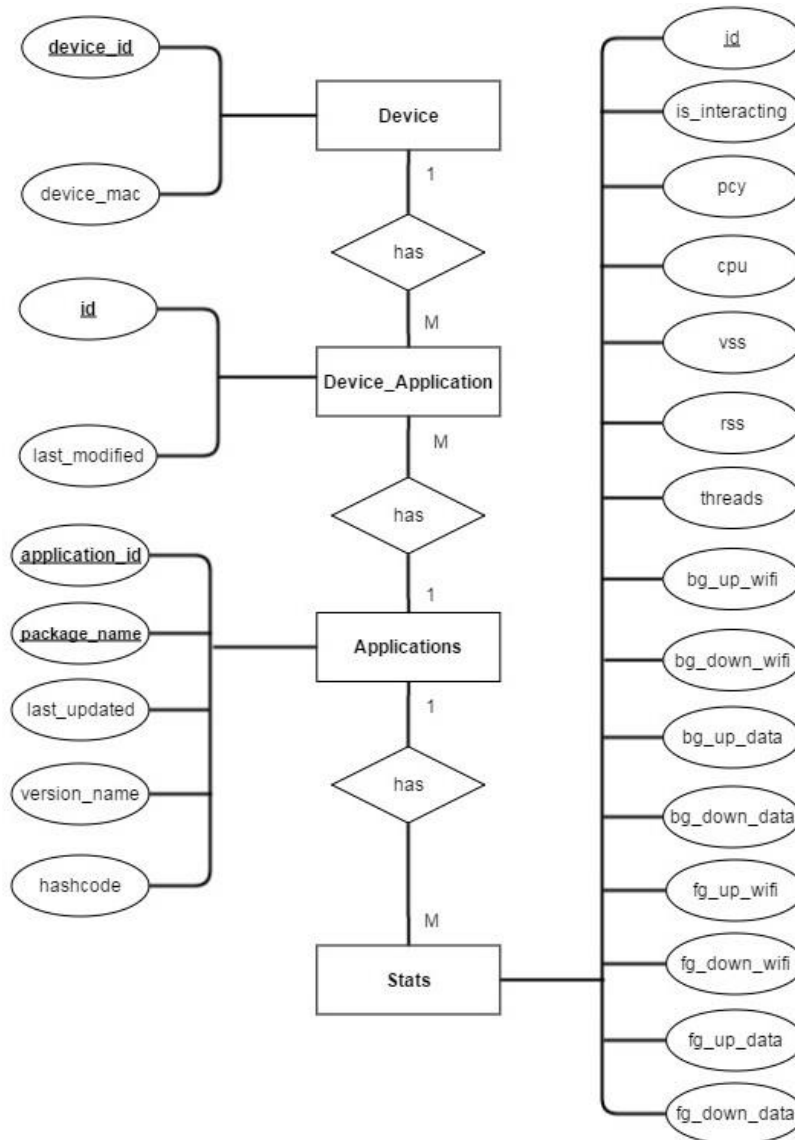 device_id
device_mac
Device
1
has
M
id
last_modified
Device_Application
M
has
1
application_id
package_name
last_updated
version_name
hashcode
Applications
1
has
M
Stats
id
is_interacting
pcy
cpu
vss
rss
threads
bg_up_wifi
bg_down_wifi
bg_up_data
bg_down_data
fg_up_wifi
fg_down_wifi
fg_up_data
fg_down_data